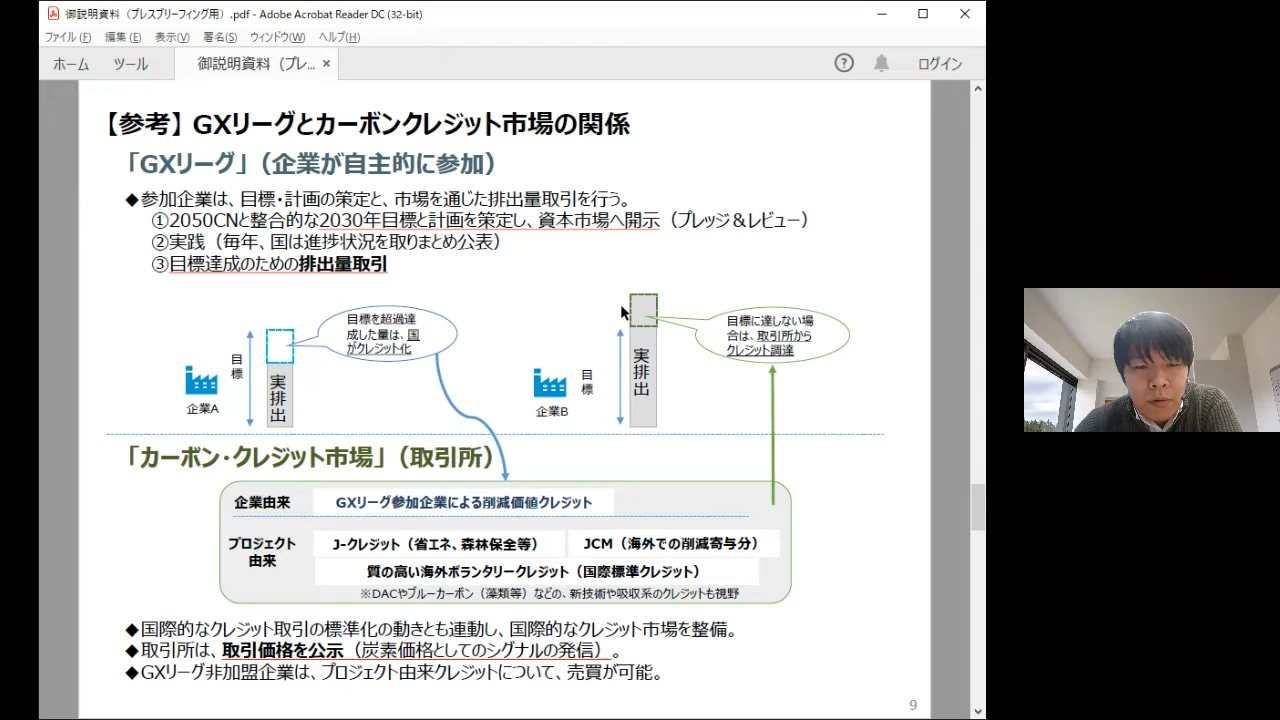 御説明資料（プレスブリーフィング用）.pdf - Adobe Acrobat Reader DC (32-bit)
ファイル(F) 編集(E) 表示(V) 署名(S) ウィンドウ(W) ヘルプ(H)
ホーム ツール 御説明資料（プレ... × ログイン
【参考】GXリーグとカーボンクレジット市場の関係
「GXリーグ」（企業が自主的に参加）
◆参加企業は、目標・計画の策定と、市場を通じた排出量取引を行う。
①2050CNと整合的な2030年目標と計画を策定し、資本市場へ開示（プレッジ＆レビュー）
②実践（毎年、国は進捗状況を取りまとめ公表）
③目標達成のための排出量取引
目標を超過達
成した量は、国
がクレジット化
目標
実排出
企業A
目標に達しない場
合は、取引所から
クレジット調達
目標
実排出
企業B
「カーボン・クレジット市場」（取引所）
企業由来 GXリーグ参加企業による削減価値クレジット
プロジェクト
由来
J-クレジット（省エネ、森林保全等） JCM（海外での削減寄与分）
質の高い海外ボランタリークレジット（国際標準クレジット）
※DACやブルーカーボン（藻類等）などの、新技術や吸収系のクレジットも視野
◆国際的なクレジット取引の標準化の動きとも連動し、国際的なクレジット市場を整備。
◆取引所は、取引価格を公示（炭素価格としてのシグナルの発信）。
◆GXリーグ非加盟企業は、プロジェクト由来クレジットについて、売買が可能。
9